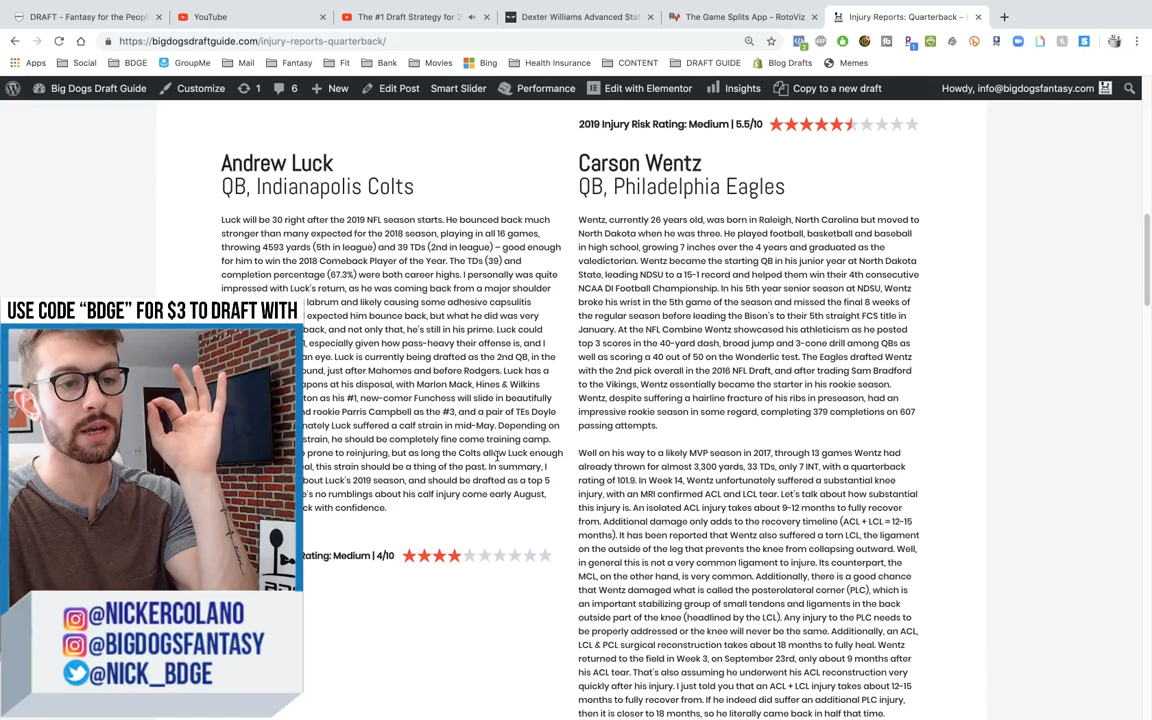 DRAFT - Fantasy for the Peopl
YouTube
The #1 Draft Strategy for 2
Dexter Williams Advanced Stat
The Game Splits App - RotoViz
Injury Reports: Quarterback – B
https://bigdogsdraftguide.com/injury-reports-quarterback/
Apps Social BDGE GroupMe Mail Fantasy Fit Bank Movies Bing Health Insurance CONTENT DRAFT GUIDE Blog Drafts Memes
Big Dogs Draft Guide Customize 1 6 New Edit Post Smart Slider Performance Edit with Elementor Insights Copy to a new draft Howdy, info@bigdogsfantasy.com
2019 Injury Risk Rating: Medium | 5.5/10
Andrew Luck
QB, Indianapolis Colts
Luck will be 30 right after the 2019 NFL season starts. He bounced back much
stronger than many expected for the 2018 season, playing in all 16 games,
throwing 4593 yards (5th in league) and 39 TDs (2nd in league) – good enough
for him to win the 2018 Comeback Player of the Year. The TDs (39) and
completion percentage (67.3%) were both career highs. I personally was quite
impressed with Luck's return, as he was coming back from a major shoulder
labrum and likely causing some adhesive capsulitis
expected him bounce back, but what he did was very
back, and not only that, he's still in his prime. Luck could
, especially given how pass-heavy their offense is, and I
an eye. Luck is currently being drafted as the 2nd QB, in the
ound, just after Mahomes and before Rodgers. Luck has a
apons at his disposal, with Marlon Mack, Hines & Wilkins
ton as his #1, new-comer Funchess will slide in beautifully
nd rookie Parris Campbell as the #3, and a pair of TEs Doyle
nately Luck suffered a calf strain in mid-May. Depending on
strain, he should be completely fine come training camp.
prone to reinjuring, but as long the Colts allow Luck enough
al, this strain should be a thing of the past. In summary, I
bout Luck's 2019 season, and should be drafted as a top 5
e's no rumblings about his calf injury come early August,
ck with confidence.
Rating: Medium | 4/10
Carson Wentz
QB, Philadelphia Eagles
Wentz, currently 26 years old, was born in Raleigh, North Carolina but moved to
North Dakota when he was three. He played football, basketball and baseball
in high school, growing 7 inches over the 4 years and graduated as the
valedictorian. Wentz became the starting QB in his junior year at North Dakota
State, leading NDSU to a 15-1 record and helped them win their 4th consecutive
NCAA DI Football Championship. In his 5th year senior season at NDSU, Wentz
broke his wrist in the 5th game of the season and missed the final 8 weeks of
the regular season before leading the Bison's to their 5th straight FCS title in
January. At the NFL Combine Wentz showcased his athleticism as he posted
top 3 scores in the 40-yard dash, broad jump and 3-cone drill among QBs as
well as scoring a 40 out of 50 on the Wonderlic test. The Eagles drafted Wentz
with the 2nd pick overall in the 2016 NFL Draft, and after trading Sam Bradford
to the Vikings, Wentz essentially became the starter in his rookie season.
Wentz, despite suffering a hairline fracture of his ribs in preseason, had an
impressive rookie season in some regard, completing 379 completions on 607
passing attempts.
Well on his way to a likely MVP season in 2017, through 13 games Wentz had
already thrown for almost 3,300 yards, 33 TDs, only 7 INT, with a quarterback
rating of 101.9. In Week 14, Wentz unfortunately suffered a substantial knee
injury, with an MRI confirmed ACL and LCL tear. Let's talk about how substantial
this injury is. An isolated ACL injury takes about 9-12 months to fully recover
from. Additional damage only adds to the recovery timeline (ACL + LCL = 12-15
months). It has been reported that Wentz also suffered a torn LCL, the ligament
on the outside of the leg that prevents the knee from collapsing outward. Well,
in general this is not a very common ligament to injure. Its counterpart, the
MCL, on the other hand, is very common. Additionally, there is a good chance
that Wentz damaged what is called the posterolateral corner (PLC), which is
an important stabilizing group of small tendons and ligaments in the back
outside part of the knee (headlined by the LCL). Any injury to the PLC needs to
be properly addressed or the knee will never be the same. Additionally, an ACL,
LCL & PCL surgical reconstruction takes about 18 months to fully heal. Wentz
returned to the field in Week 3, on September 23rd, only about 9 months after
his ACL tear. That's also assuming he underwent his ACL reconstruction very
quickly after his injury. I just told you that an ACL + LCL injury takes about 12-15
months to fully recover from. If he indeed did suffer an additional PLC injury,
then it is closer to 18 months, so he literally came back in half that time.
USE CODE "BDGE" FOR $3 TO DRAFT WITH
@NICKERCOLANO
@BIGDOGSFANTASY
@NICK_BDGE